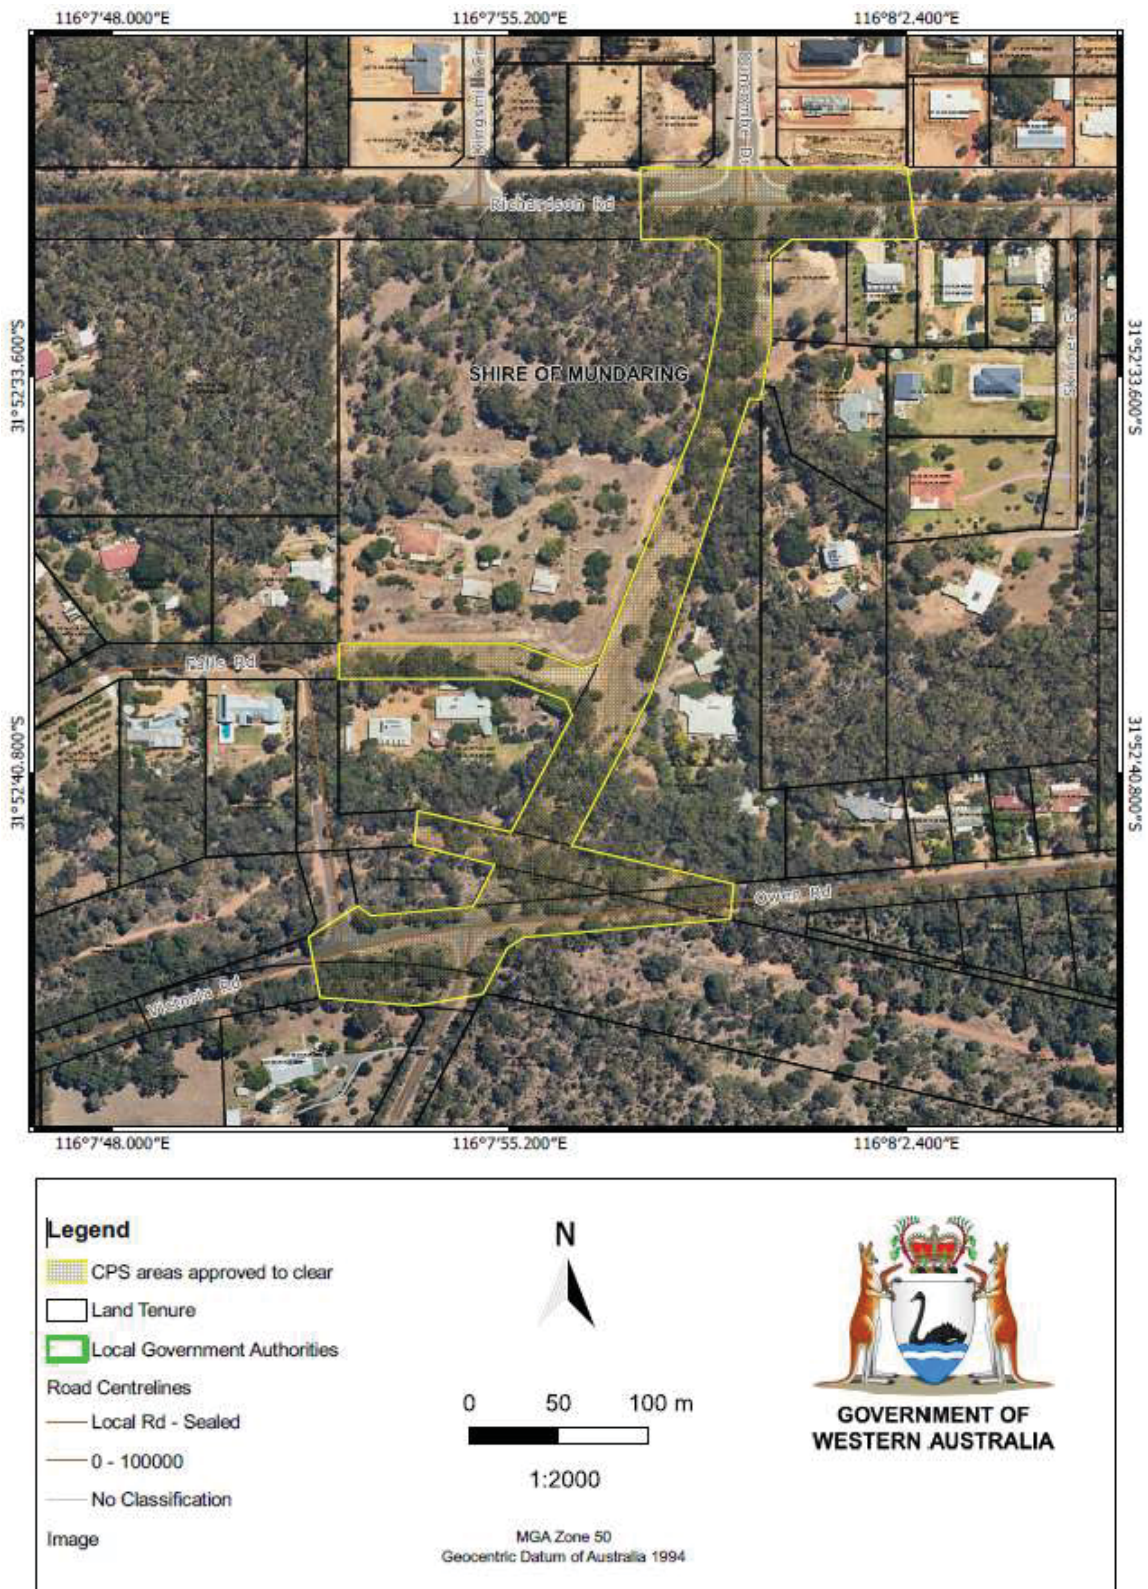 116°7'48.000"E
116°7'55.200"E
116°8'2.400"E
Richardson Rd
31°52'33.600"S
31°52'33.600"S
SHIRE OF MUNDARING
Falls Rd
31°52'40.800"S
31°52'40.800"S
Owen Rd
Victoria Rd
116°7'48.000"E
116°7'55.200"E
116°8'2.400"E
Legend
CPS areas approved to clear
Land Tenure
Local Government Authorities
Road Centrelines
Local Rd - Sealed
0 - 100000
No Classification
Image
N
0 50 100 m
1:2000
MGA Zone 50
Geocentric Datum of Australia 1994
GOVERNMENT OF
WESTERN AUSTRALIA